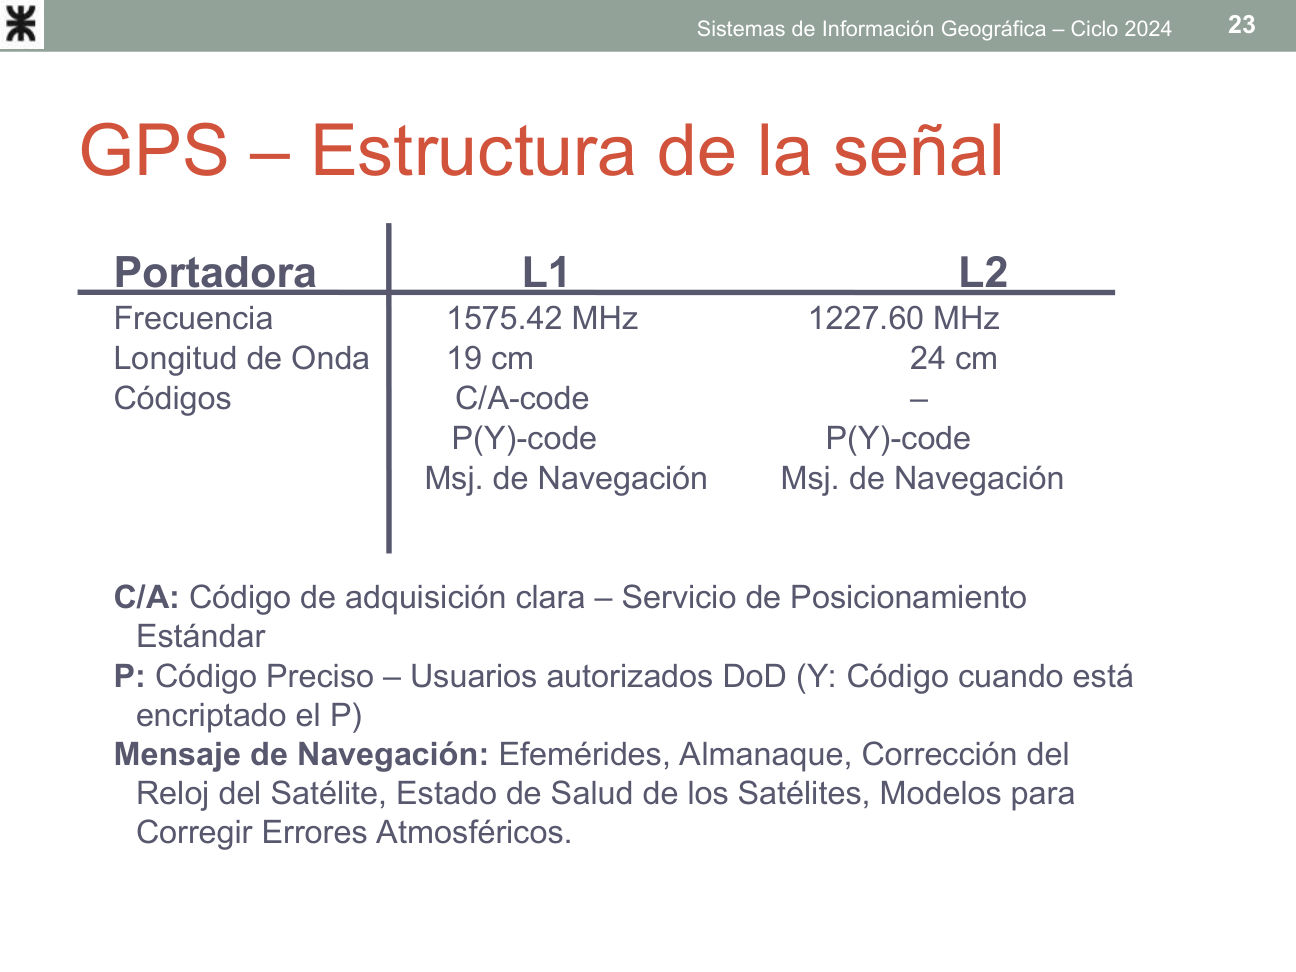 Sistemas de Información Geográfica – Ciclo 2024 23
GPS – Estructura de la señal
Portadora L1 L2
Frecuencia 1575.42 MHz 1227.60 MHz
Longitud de Onda 19 cm 24 cm
Códigos C/A-code –
P(Y)-code P(Y)-code
Msj. de Navegación Msj. de Navegación
C/A: Código de adquisición clara – Servicio de Posicionamiento
Estándar
P: Código Preciso – Usuarios autorizados DoD (Y: Código cuando está
encriptado el P)
Mensaje de Navegación: Efemérides, Almanaque, Corrección del
Reloj del Satélite, Estado de Salud de los Satélites, Modelos para
Corregir Errores Atmosféricos.